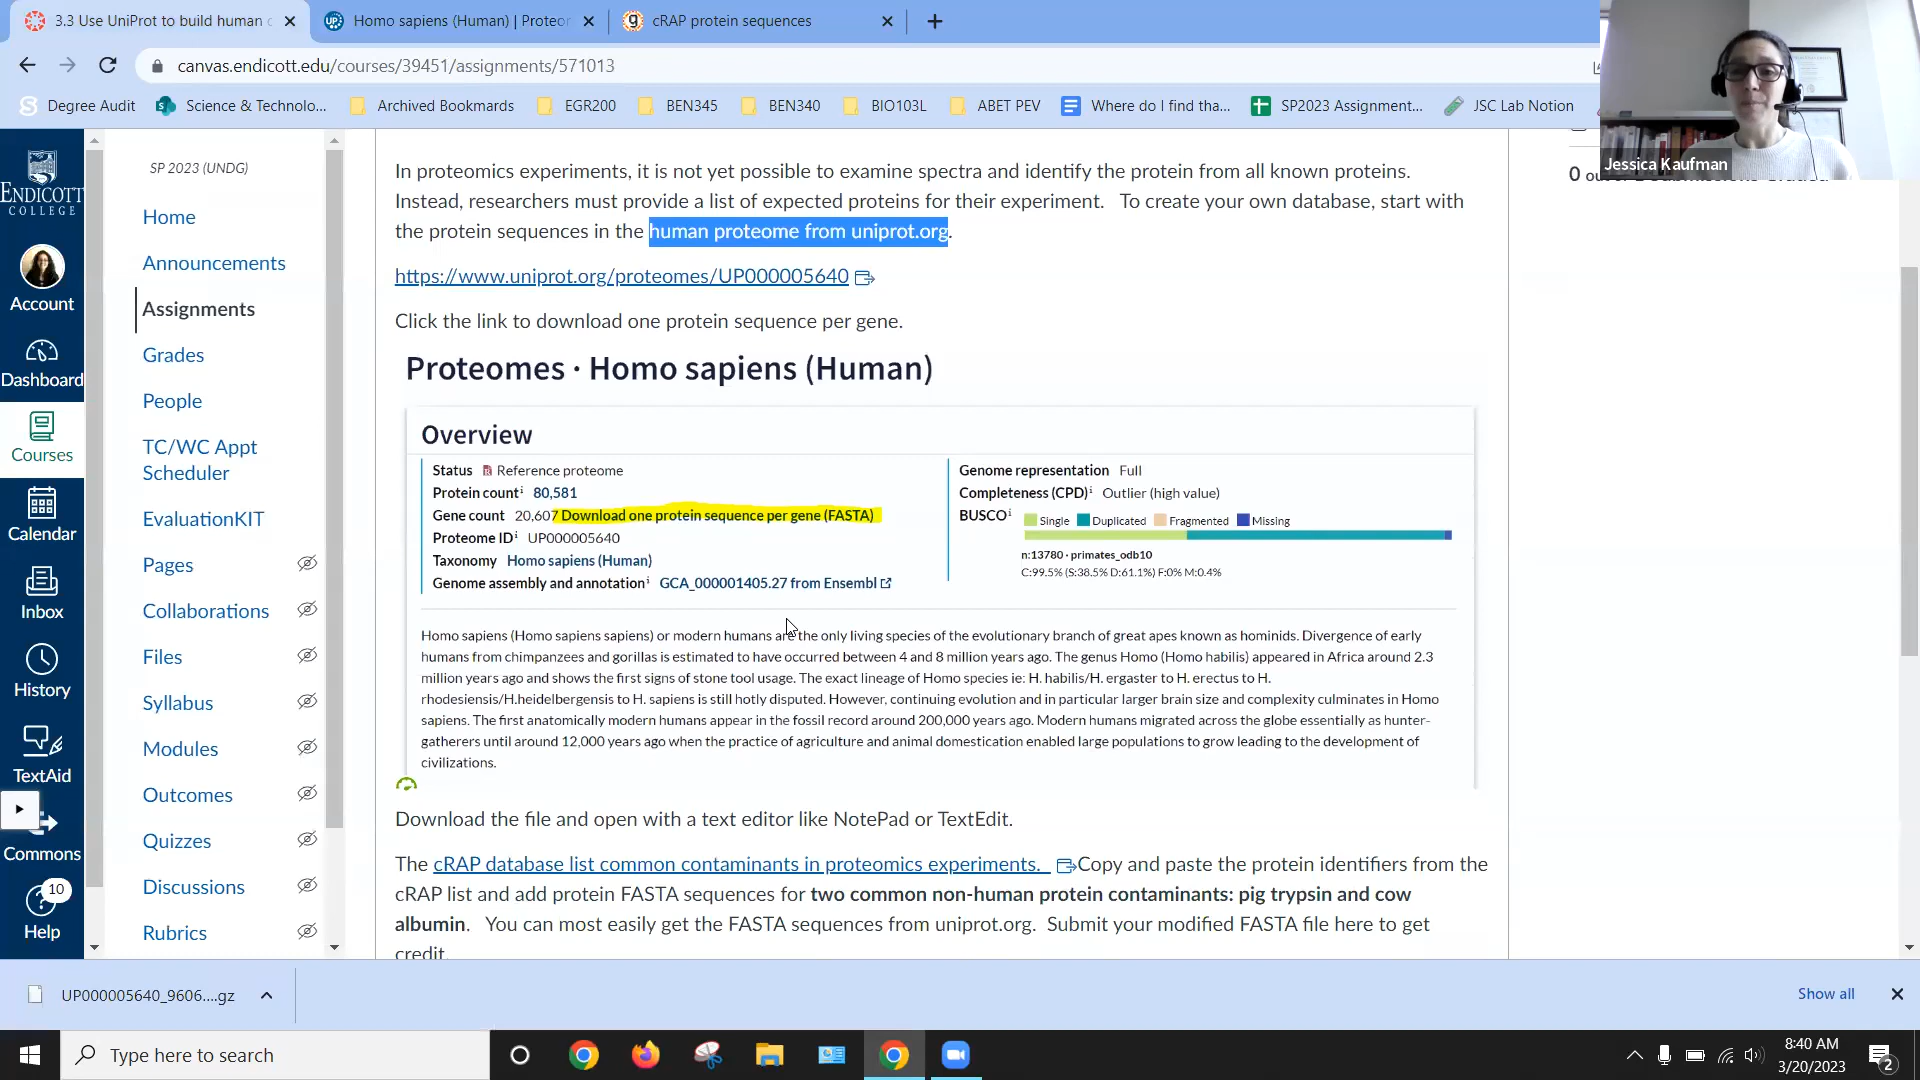 3.3 Use UniProt to build human c
Homo sapiens (Human) | Proteor
cRAP protein sequences
canvas.endicott.edu/courses/39451/assignments/571013
Degree Audit
Science & Technolo...
Archived Bookmarks
EGR200
BEN345
BEN340
BIO103L
ABET PEV
Where do I find tha...
SP2023 Assignment...
JSC Lab Notion
Jessica Kaufman
ENDICOTT
COLLEGE
Account
Dashboard
Courses
Calendar
Inbox
History
TextAid
Commons
10
Help
SP 2023 (UNDG)
Home
Announcements
Assignments
Grades
People
TC/WC Appt
Scheduler
EvaluationKIT
Pages
Collaborations
Files
Syllabus
Modules
Outcomes
Quizzes
Discussions
Rubrics
In proteomics experiments, it is not yet possible to examine spectra and identify the protein from all known proteins.
Instead, researchers must provide a list of expected proteins for their experiment. To create your own database, start with
the protein sequences in the human proteome from uniprot.org.
https://www.uniprot.org/proteomes/UP000005640
Click the link to download one protein sequence per gene.
Proteomes · Homo sapiens (Human)
Overview
Status Reference proteome
Protein count 80,581
Gene count 20,607 Download one protein sequence per gene (FASTA)
Proteome ID UP000005640
Taxonomy Homo sapiens (Human)
Genome assembly and annotation GCA_000001405.27 from Ensembl
Genome representation Full
Completeness (CPD) Outlier (high value)
BUSCO Single Duplicated Fragmented Missing
n:13780 · primates_odb10
C:99.5% (S:38.5% D:61.1%) F:0% M:0.4%
Homo sapiens (Homo sapiens sapiens) or modern humans are the only living species of the evolutionary branch of great apes known as hominids. Divergence of early
humans from chimpanzees and gorillas is estimated to have occurred between 4 and 8 million years ago. The genus Homo (Homo habilis) appeared in Africa around 2.3
million years ago and shows the first signs of stone tool usage. The exact lineage of Homo species ie: H. habilis/H. ergaster to H. erectus to H.
rhodesiensis/H.heidelbergensis to H. sapiens is still hotly disputed. However, continuing evolution and in particular larger brain size and complexity culminates in Homo
sapiens. The first anatomically modern humans appear in the fossil record around 200,000 years ago. Modern humans migrated across the globe essentially as hunter-
gatherers until around 12,000 years ago when the practice of agriculture and animal domestication enabled large populations to grow leading to the development of
civilizations.
Download the file and open with a text editor like NotePad or TextEdit.
The cRAP database list common contaminants in proteomics experiments. Copy and paste the protein identifiers from the
cRAP list and add protein FASTA sequences for two common non-human protein contaminants: pig trypsin and cow
albumin. You can most easily get the FASTA sequences from uniprot.org. Submit your modified FASTA file here to get
credit.
UP000005640_9606....gz
Show all
Type here to search
8:40 AM
3/20/2023
2